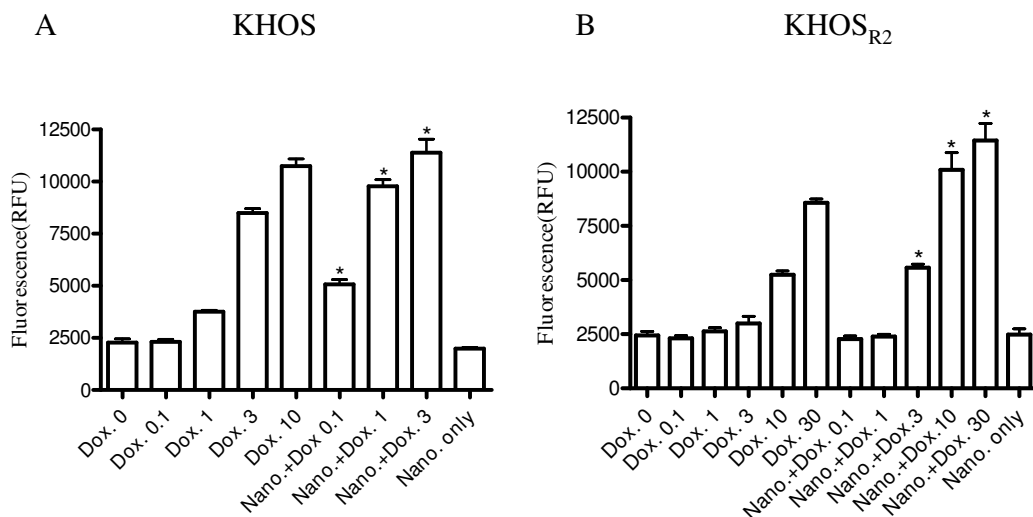 A
KHOS
Fluorescence(RFU)
12500
10000
7500
5000
2500
0
*
*
*
Dox. 0
Dox. 0.1
Dox. 1
Dox. 3
Dox. 10
Nano.+Dox 0.1
Nano.+Dox. 1
Nano.+Dox. 3
Nano. only
B
KHOSR2
Fluorescence(RFU)
12500
10000
7500
5000
2500
0
*
*
*
Dox. 0
Dox. 0.1
Dox. 1
Dox. 3
Dox. 10
Dox. 30
Nano.+Dox. 0.1
Nano.+Dox. 1
Nano.+Dox.3
Nano.+Dox.10
Nano.+Dox. 30
Nano. only